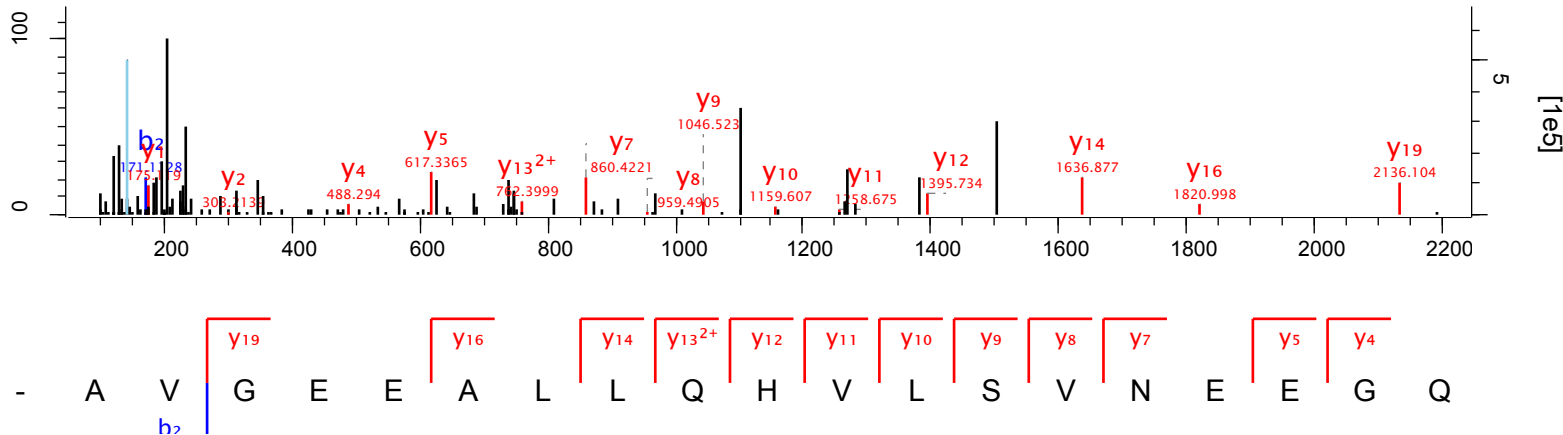 100
0
5
[1e5]
b2
171.1128
y1
175.119
y2
303.2139
y4
488.294
y5
617.3365
y13 2+
762.3999
y7
860.4221
y8
959.4905
y9
1046.523
y10
1159.607
y11
1258.675
y12
1395.734
y14
1636.877
y16
1820.998
y19
2136.104
200 400 600 800 1000 1200 1400 1600 1800 2000 2200
y19 y16 y14 y13 2+ y12 y11 y10 y9 y8 y7 y5 y4
- A V G E E A L L Q H V L S V N E E G Q
b2